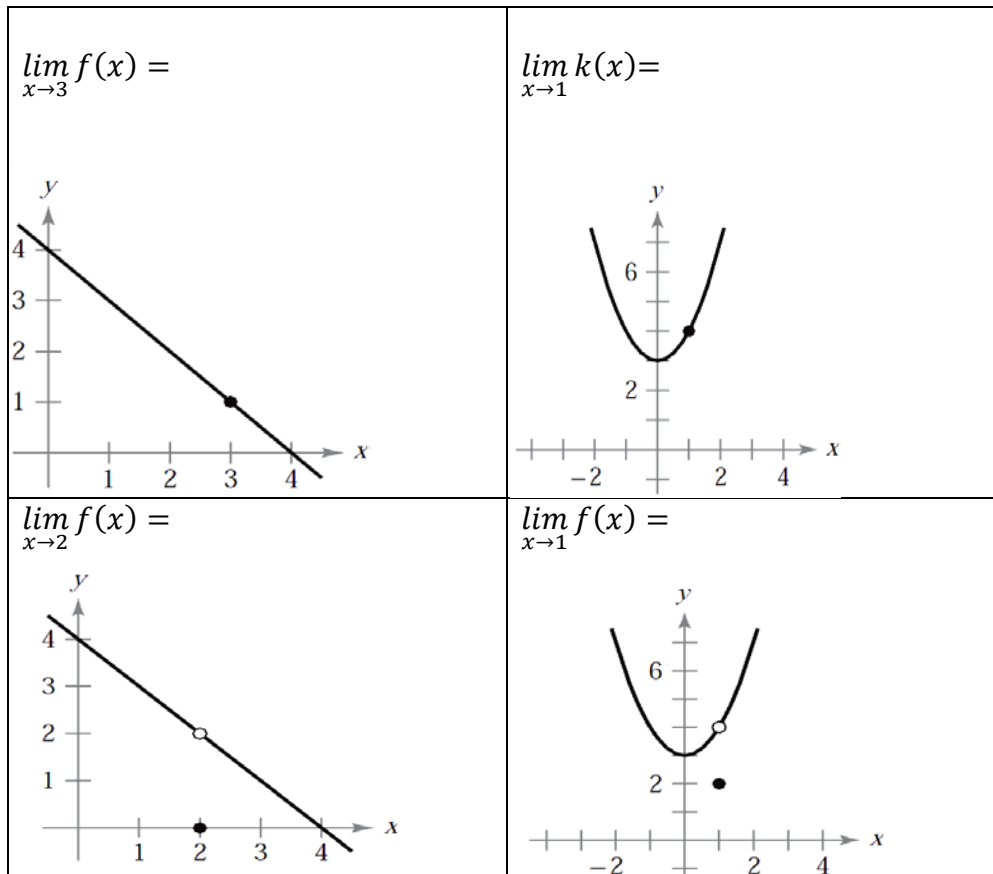 lim f(x) =
x→3
y
4
3
2
1
x
1 2 3 4
lim k(x)=
x→1
y
6
2
x
−2 2 4
lim f(x) =
x→2
y
4
3
2
1
x
1 2 3 4
lim f(x) =
x→1
y
6
2
x
−2 2 4